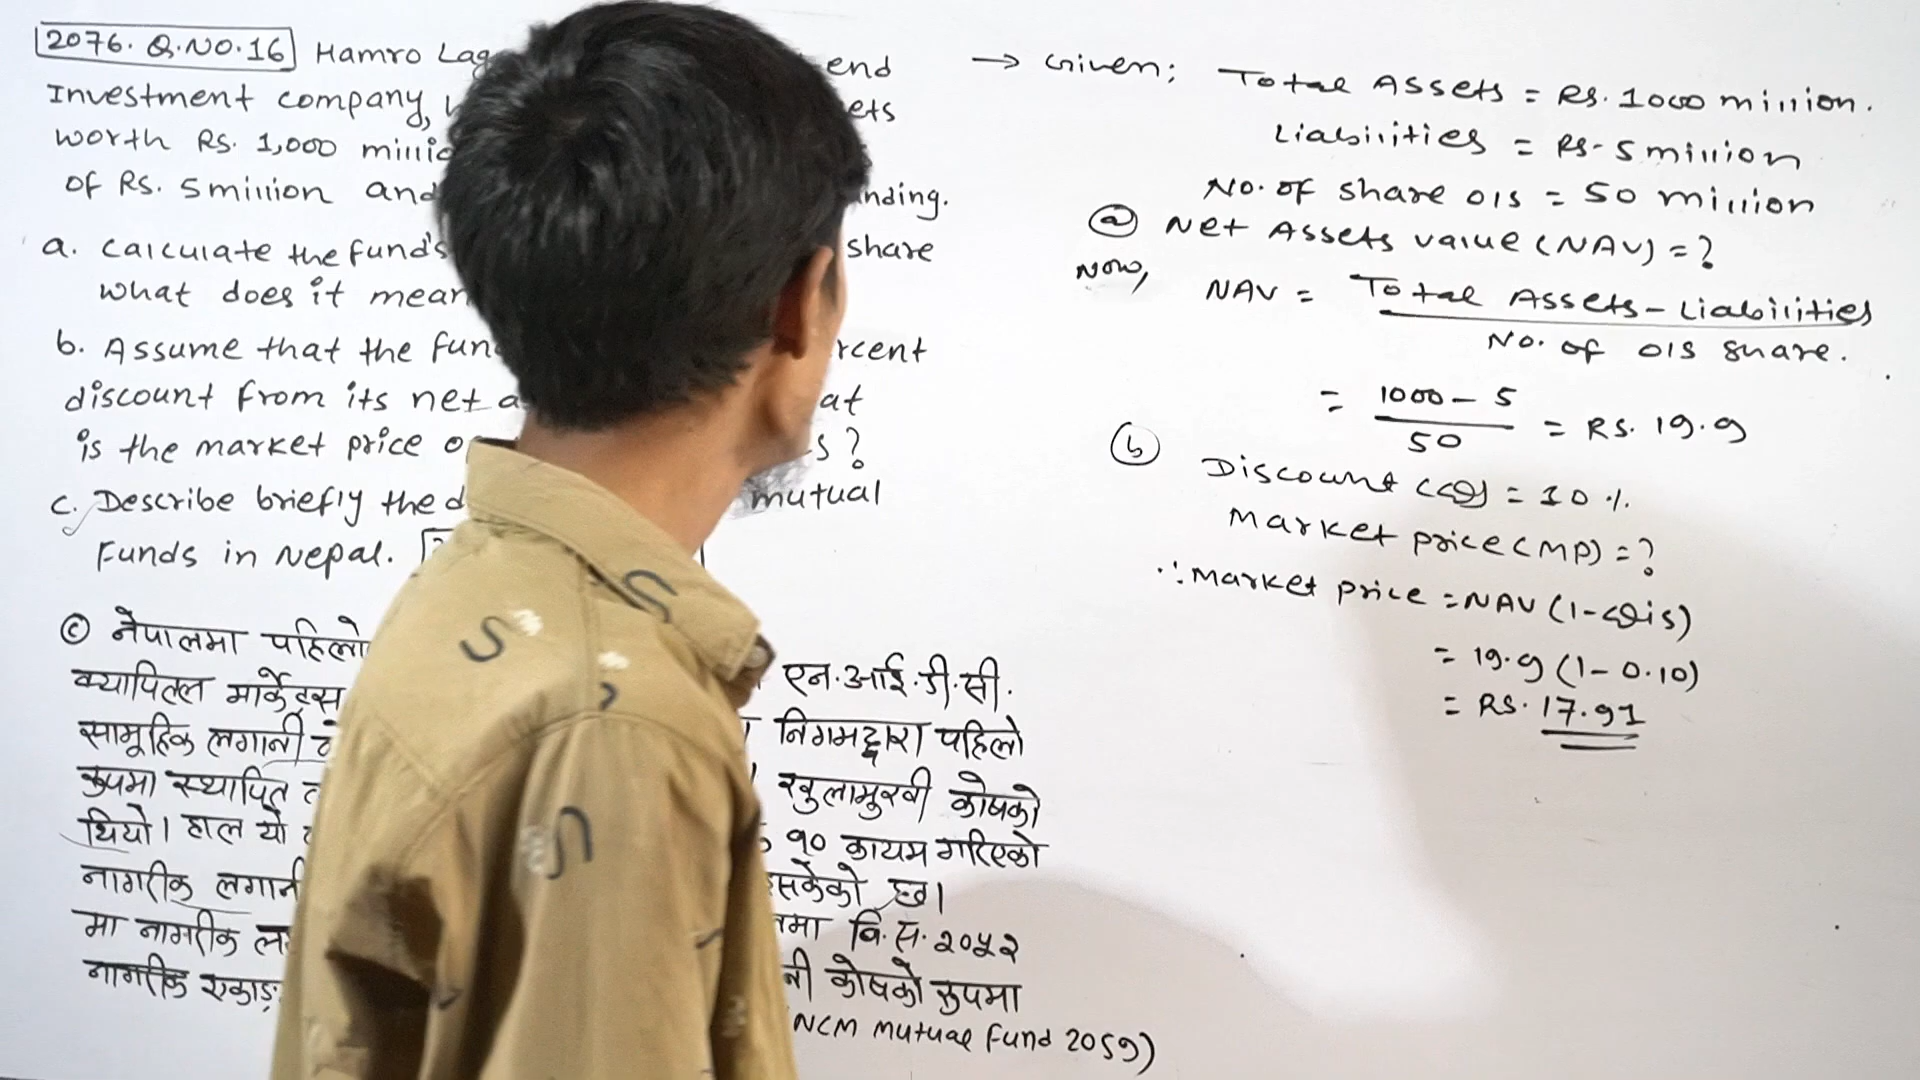 2076. Q.NO.16 Hamro end
Investment company, ets
worth Rs. 1,000
of Rs. 5 million and nding.
a. calculate the fund's share
what does it mean
b. Assume that the rcent
discount from its net at
is the market price s?
c. Describe briefly the mutual
Funds in Nepal.
© नेपालमा पहिलो एन.आई.डी.सी.
क्यापिटल मार्केट्स निगमद्वारा पहिलो
सामूहिक लगानी खुलामुखी कोषको
रुपमा स्थापित १० कायम गरिएको
थियो। हाल यो सकेको छ।
नागरीक लगानी तमा वि.स. २०५२
मा नागरीक नी कोषको रुपमा
नागरिक एकाङ्क (NCM mutual Fund 2059)
→ Given; Total Assets = Rs. 1000 million.
Liabilities = Rs. 5 million
No. of share o/s = 50 million
(a) Net Assets value (NAV) = ?
Now,
NAV = Total Assets - Liabilities
No. of o/s share.
= 1000 - 5
50
= Rs. 19.9
(b)
Discount (dis) = 10 %.
Market price (MP) = ?
∴ Market price = NAV (1-dis)
= 19.9 (1-0.10)
= Rs. 17.91